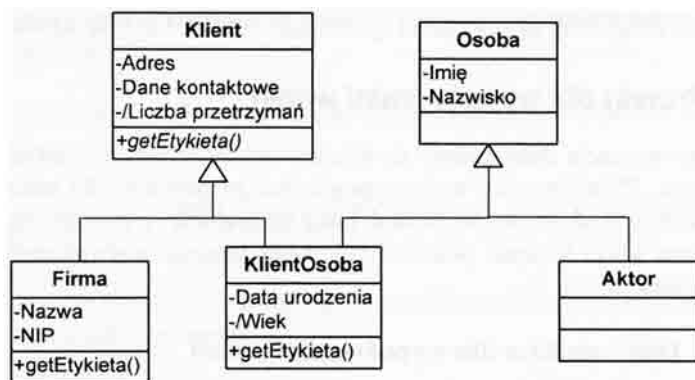 Klient
-Adres
-Dane kontaktowe
-/Liczba przetrzymań
+getEtykieta()
Osoba
-Imię
-Nazwisko
Firma
-Nazwa
-NIP
+getEtykieta()
KlientOsoba
-Data urodzenia
-/Wiek
+getEtykieta()
Aktor